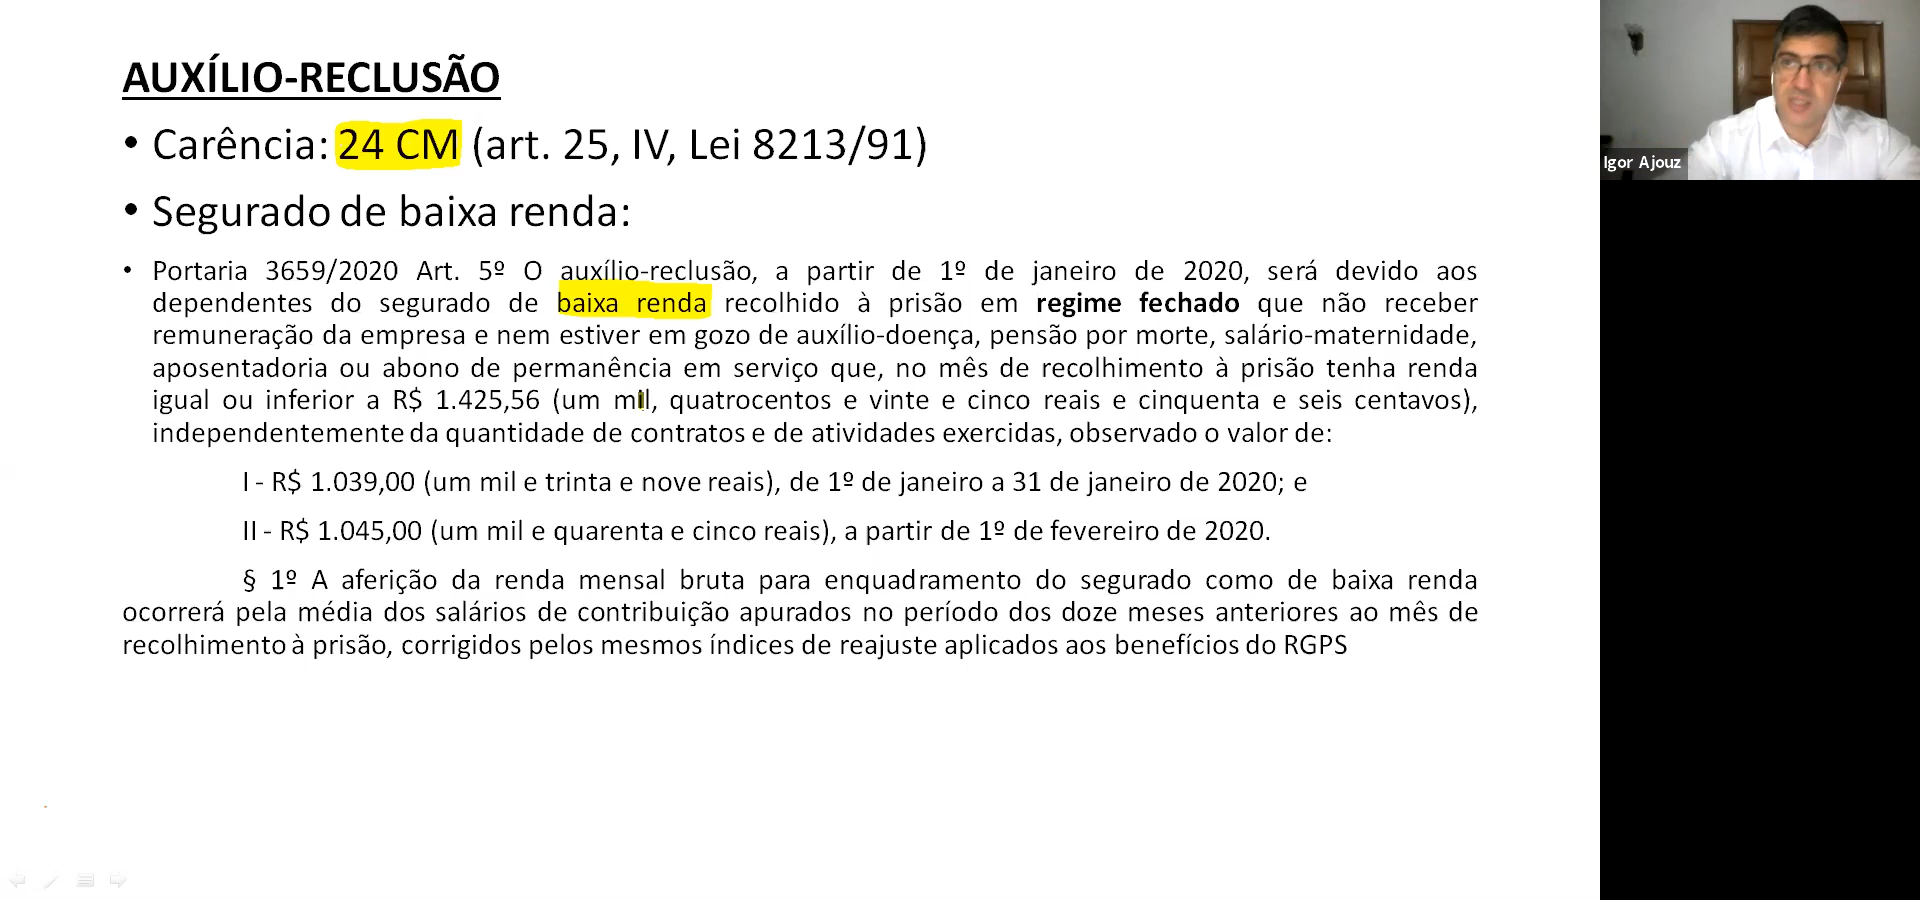 AUXÍLIO-RECLUSÃO
• Carência: 24 CM (art. 25, IV, Lei 8213/91)
• Segurado de baixa renda:
• Portaria 3659/2020 Art. 5º O auxílio-reclusão, a partir de 1º de janeiro de 2020, será devido aos
dependentes do segurado de baixa renda recolhido à prisão em regime fechado que não receber
remuneração da empresa e nem estiver em gozo de auxílio-doença, pensão por morte, salário-maternidade,
aposentadoria ou abono de permanência em serviço que, no mês de recolhimento à prisão tenha renda
igual ou inferior a R$ 1.425,56 (um mil, quatrocentos e vinte e cinco reais e cinquenta e seis centavos),
independentemente da quantidade de contratos e de atividades exercidas, observado o valor de:
I - R$ 1.039,00 (um mil e trinta e nove reais), de 1º de janeiro a 31 de janeiro de 2020; e
II - R$ 1.045,00 (um mil e quarenta e cinco reais), a partir de 1º de fevereiro de 2020.
§ 1º A aferição da renda mensal bruta para enquadramento do segurado como de baixa renda
ocorrerá pela média dos salários de contribuição apurados no período dos doze meses anteriores ao mês de
recolhimento à prisão, corrigidos pelos mesmos índices de reajuste aplicados aos benefícios do RGPS
Igor Ajouz